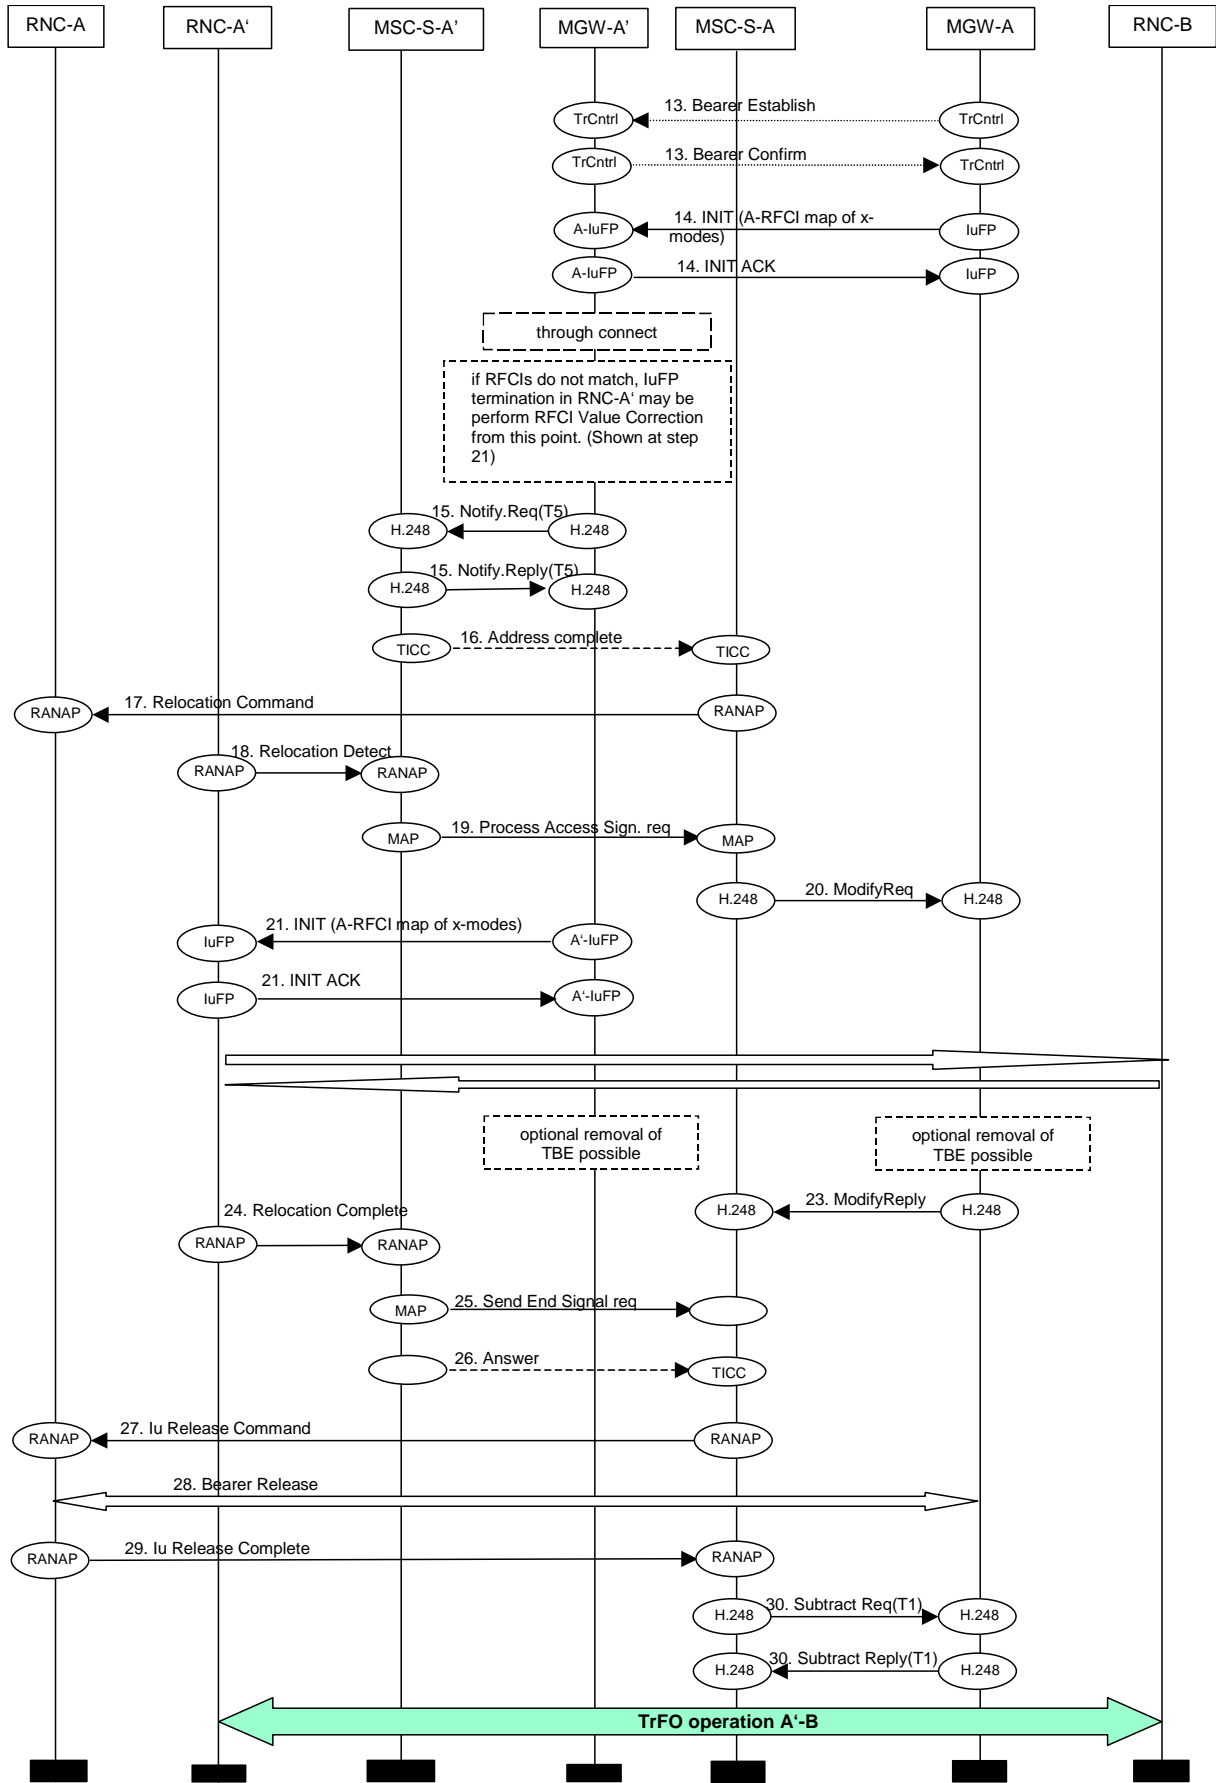 RNC-A
RNC-A‘
MSC-S-A’
MGW-A’
MSC-S-A
MGW-A
RNC-B
13. Bearer Establish
TrCntrl
TrCntrl
13. Bearer Confirm
TrCntrl
TrCntrl
14. INIT (A-RFCI map of x-
modes)
A-IuFP
IuFP
14. INIT ACK
A-IuFP
IuFP
through connect
if RFCIs do not match, IuFP
termination in RNC-A‘ may be
perform RFCI Value Correction
from this point. (Shown at step
21)
15. Notify.Req(T5)
H.248
H.248
15. Notify.Reply(T5)
H.248
H.248
16. Address complete
TICC
TICC
17. Relocation Command
RANAP
RANAP
18. Relocation Detect
RANAP
RANAP
19. Process Access Sign. req
MAP
MAP
20. ModifyReq
H.248
H.248
21. INIT (A-RFCI map of x-modes)
IuFP
A‘-IuFP
21. INIT ACK
IuFP
A‘-IuFP
optional removal of
TBE possible
optional removal of
TBE possible
23. ModifyReply
H.248
H.248
24. Relocation Complete
RANAP
RANAP
25. Send End Signal req
MAP
26. Answer
TICC
27. Iu Release Command
RANAP
RANAP
28. Bearer Release
29. Iu Release Complete
RANAP
RANAP
30. Subtract Req(T1)
H.248
H.248
30. Subtract Reply(T1)
H.248
H.248
TrFO operation A‘-B